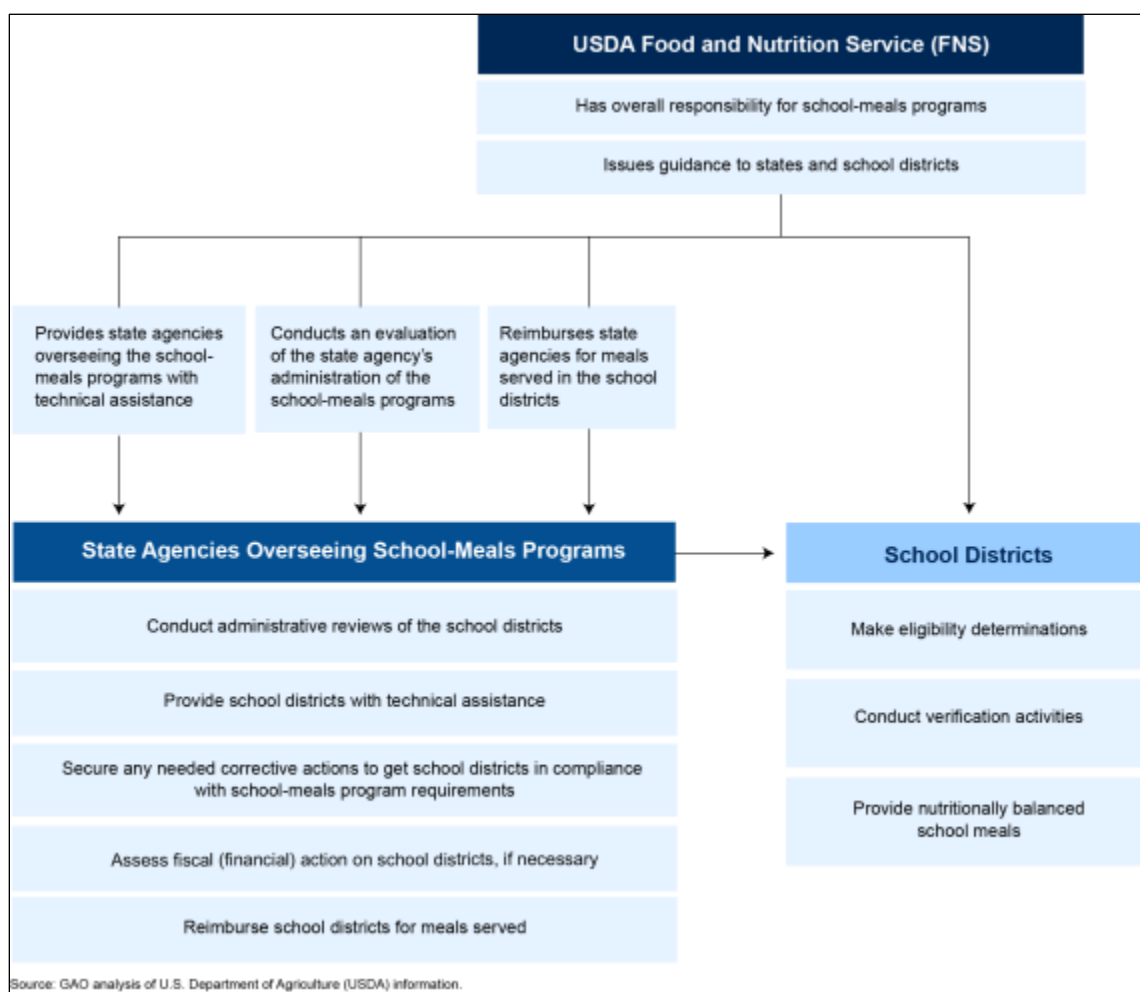 USDA Food and Nutrition Service (FNS)
Has overall responsibility for school-meals programs
Issues guidance to states and school districts
Provides state agencies
overseeing the school-
meals programs with
technical assistance
Conducts an evaluation
of the state agency's
administration of the
school-meals programs
Reimburses state
agencies for meals
served in the school
districts
State Agencies Overseeing School-Meals Programs
Conduct administrative reviews of the school districts
Provide school districts with technical assistance
Secure any needed corrective actions to get school districts in compliance
with school-meals program requirements
Assess fiscal (financial) action on school districts, if necessary
Reimburse school districts for meals served
School Districts
Make eligibility determinations
Conduct verification activities
Provide nutritionally balanced
school meals
Source: GAO analysis of U.S. Department of Agriculture (USDA) information.